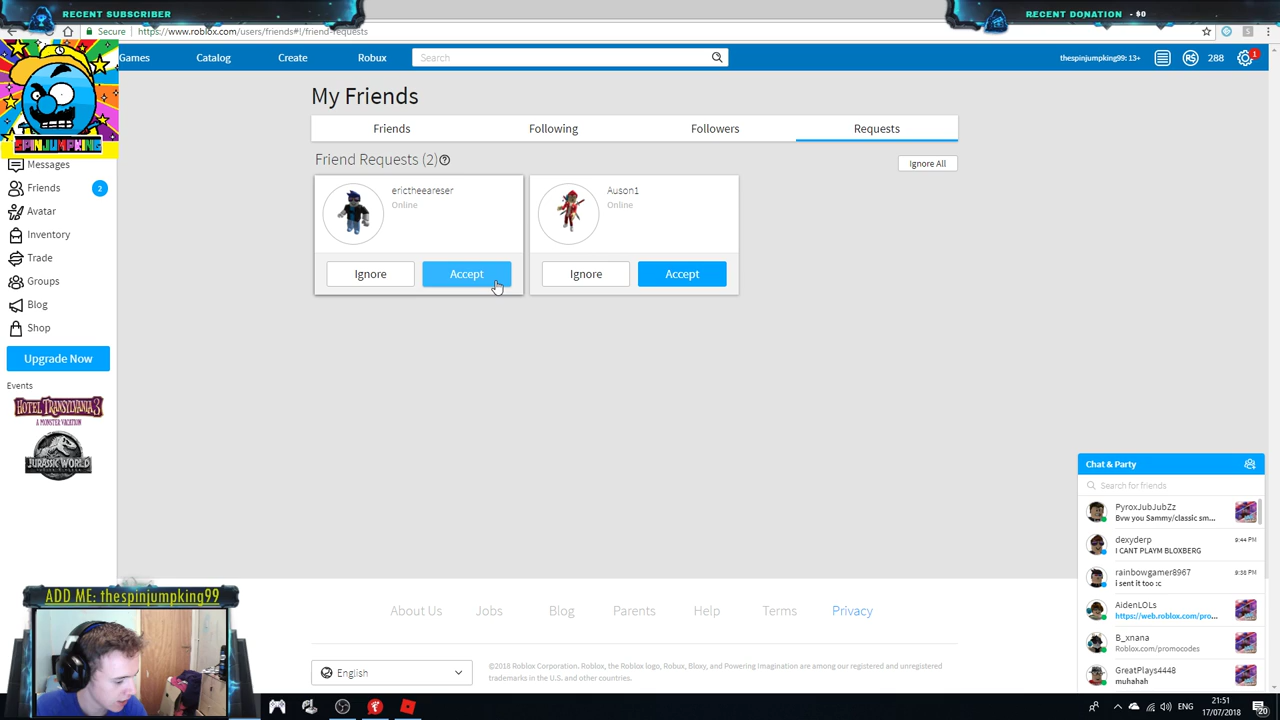 RECENT SUBSCRIBER
RECENT DONATION - $0
Secure
https://www.roblox.com/users/friends#!/friend-requests
Games
Catalog
Create
Robux
Search
thespinjumpking99: 13+
288
1
SPINJUMPKING
My Friends
Friends
Following
Followers
Requests
Friend Requests (2)
Ignore All
Messages
Friends
2
Avatar
Inventory
Trade
Groups
Blog
Shop
Upgrade Now
Events
HOTEL TRANSYLVANIA 3
A MONSTER VACATION
JURASSIC WORLD
erictheeareser
Online
Ignore
Accept
Auson1
Online
Ignore
Accept
Chat & Party
Search for friends
PyroxJubJubZz
Bvw you Sammy/classic sm...
dexyderp
9:44 PM
I CANT PLAYM BLOXBERG
rainbowgamer8967
9:38 PM
i sent it too :c
AidenLOLs
https://web.roblox.com/pro...
B_xnana
Roblox.com/promocodes
GreatPlays4448
muhahah
ADD ME: thespinjumpking99
About Us
Jobs
Blog
Parents
Help
Terms
Privacy
English
©2018 Roblox Corporation. Roblox, the Roblox logo, Robux, Bloxy, and Powering Imagination are among our registered and unregistered
trademarks in the U.S. and other countries.
ENG
21:51
17/07/2018
20